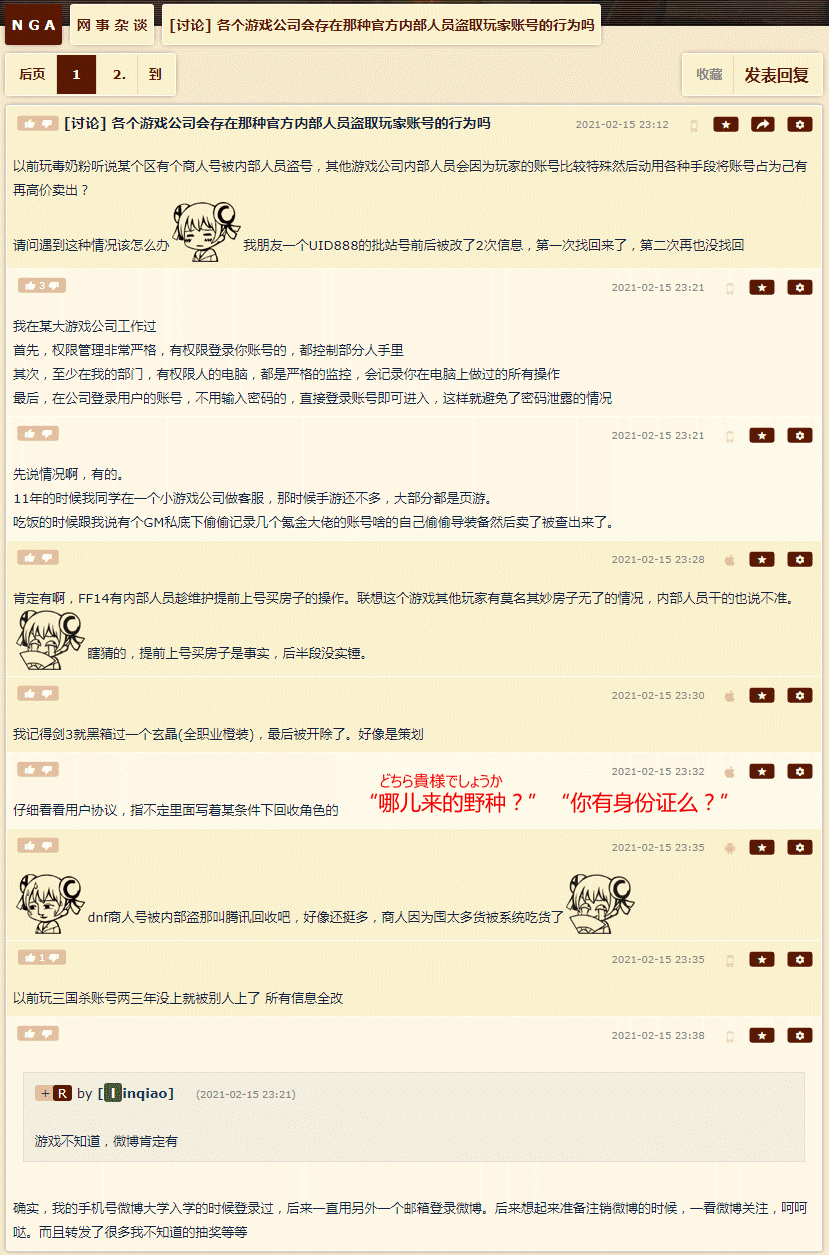 NGA 网事杂谈 [讨论] 各个游戏公司会存在那种官方内部人员盗取玩家账号的行为吗
后页 1 2. 到 收藏 发表回复
[讨论] 各个游戏公司会存在那种官方内部人员盗取玩家账号的行为吗 2021-02-15 23:12
以前玩毒奶粉听说某个区有个商人号被内部人员盗号，其他游戏公司内部人员会因为玩家的账号比较特殊然后动用各种手段将账号占为己有
再高价卖出？
请问遇到这种情况该怎么办 我朋友一个UID888的批站号前后被改了2次信息，第一次找回来了，第二次再也没找回
3 2021-02-15 23:21
我在某大游戏公司工作过
首先，权限管理非常严格，有权限登录你账号的，都控制部分人手里
其次，至少在我的部门，有权限人的电脑，都是严格的监控，会记录你在电脑上做过的所有操作
最后，在公司登录用户的账号，不用输入密码的，直接登录账号即可进入，这样就避免了密码泄露的情况
2021-02-15 23:21
先说情况啊，有的。
11年的时候我同学在一个小游戏公司做客服，那时候手游还不多，大部分都是页游。
吃饭的时候跟我说有个GM私底下偷偷记录几个氪金大佬的账号啥的自己偷偷导装备然后卖了被查出来了。
2021-02-15 23:28
肯定有啊，FF14有内部人员趁维护提前上号买房子的操作。联想这个游戏其他玩家有莫名其妙房子无了的情况，内部人员干的也说不准。
瞎猜的，提前上号买房子是事实，后半段没实锤。
2021-02-15 23:30
我记得剑3就黑箱过一个玄晶(全职业橙装)，最后被开除了。好像是策划
2021-02-15 23:32
どちら貴様でしょうか
仔细看看用户协议，指不定里面写着某条件下回收角色的 “哪儿来的野种？” “你有身份证么？”
2021-02-15 23:35
dnf商人号被内部盗那叫腾讯回收吧，好像还挺多，商人因为囤太多货被系统吃货了
1 2021-02-15 23:35
以前玩三国杀账号两三年没上就被别人上了 所有信息全改
2021-02-15 23:38
+ R by [linqiao] (2021-02-15 23:21)
游戏不知道，微博肯定有
确实，我的手机号微博大学入学的时候登录过，后来一直用另外一个邮箱登录微博。后来想起来准备注销微博的时候，一看微博关注，呵呵
哒。而且转发了很多我不知道的抽奖等等